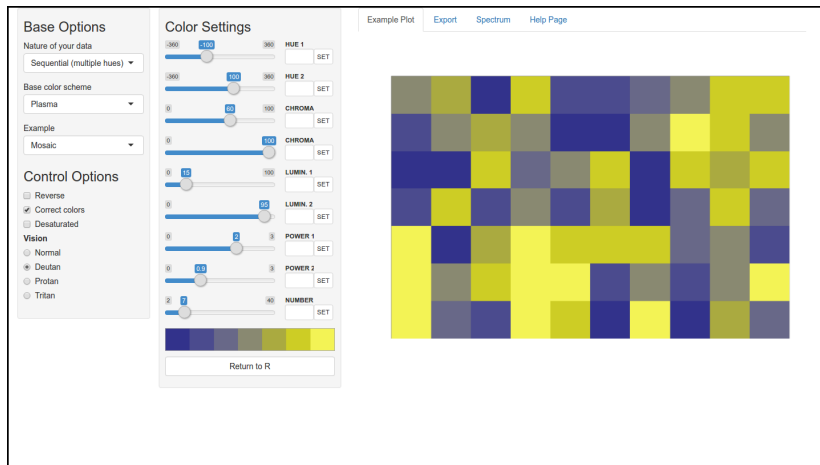 Base Options
Nature of your data
Sequential (multiple hues)
Base color scheme
Plasma
Example
Mosaic
Control Options
Reverse
Correct colors
Desaturated
Vision
Normal
Deutan
Protan
Tritan
Color Settings
-360 -100 360 HUE 1
SET
-360 100 360 HUE 2
SET
0 60 100 CHROMA
SET
0 100 CHROMA
SET
0 15 100 LUMIN. 1
SET
0 95 LUMIN. 2
SET
0 2 3 POWER 1
SET
0 0.9 3 POWER 2
SET
2 7 40 NUMBER
SET
Return to R
Example Plot Export Spectrum Help Page